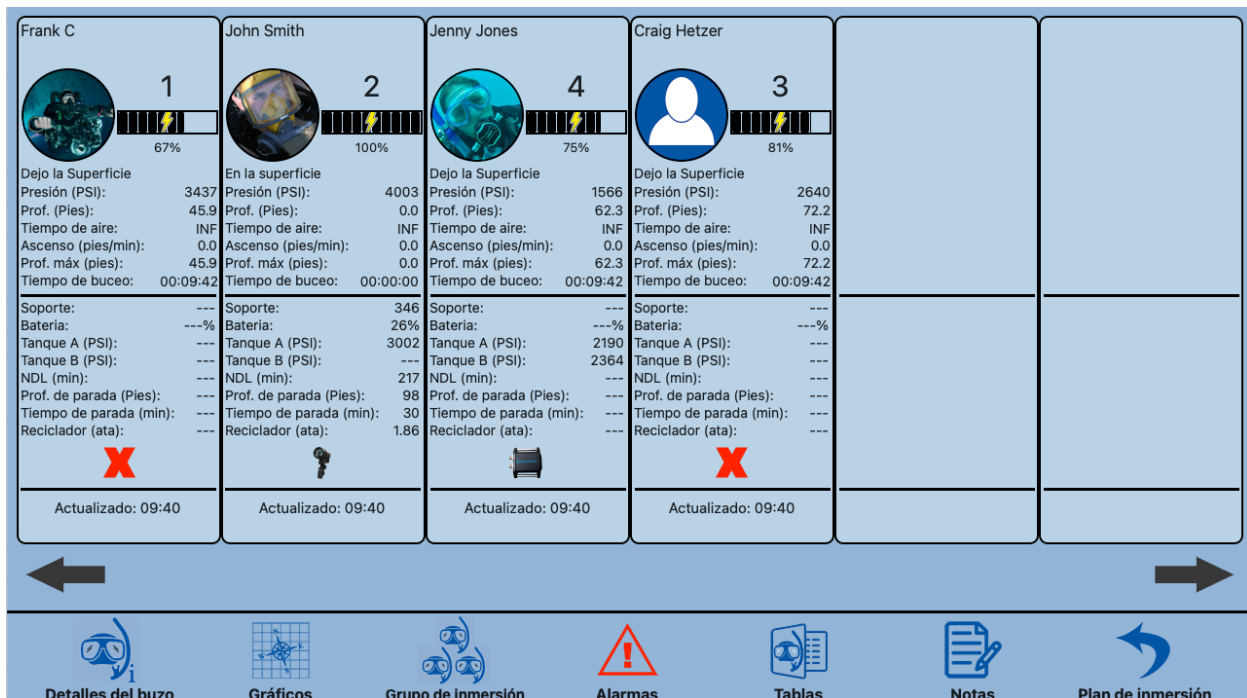 Frank C
1
67%
Dejo la Superficie
Presión (PSI): 3437
Prof. (Pies): 45.9
Tiempo de aire: INF
Ascenso (pies/min): 0.0
Prof. máx (pies): 45.9
Tiempo de buceo: 00:09:42
Soporte: ---
Bateria: ---%
Tanque A (PSI): ---
Tanque B (PSI): ---
NDL (min): ---
Prof. de parada (Pies): ---
Tiempo de parada (min): ---
Reciclador (ata): ---
X
Actualizado: 09:40
John Smith
2
100%
En la superficie
Presión (PSI): 4003
Prof. (Pies): 0.0
Tiempo de aire: INF
Ascenso (pies/min): 0.0
Prof. máx (pies): 0.0
Tiempo de buceo: 00:00:00
Soporte: 346
Bateria: 26%
Tanque A (PSI): 3002
Tanque B (PSI): ---
NDL (min): 217
Prof. de parada (Pies): 98
Tiempo de parada (min): 30
Reciclador (ata): 1.86
Actualizado: 09:40
Jenny Jones
4
75%
Dejo la Superficie
Presión (PSI): 1566
Prof. (Pies): 62.3
Tiempo de aire: INF
Ascenso (pies/min): 0.0
Prof. máx (pies): 62.3
Tiempo de buceo: 00:09:42
Soporte: ---
Bateria: ---%
Tanque A (PSI): 2190
Tanque B (PSI): 2364
NDL (min): ---
Prof. de parada (Pies): ---
Tiempo de parada (min): ---
Reciclador (ata): ---
Actualizado: 09:40
Craig Hetzer
3
81%
Dejo la Superficie
Presión (PSI): 2640
Prof. (Pies): 72.2
Tiempo de aire: INF
Ascenso (pies/min): 0.0
Prof. máx (pies): 72.2
Tiempo de buceo: 00:09:42
Soporte: ---
Bateria: ---%
Tanque A (PSI): ---
Tanque B (PSI): ---
NDL (min): ---
Prof. de parada (Pies): ---
Tiempo de parada (min): ---
Reciclador (ata): ---
X
Actualizado: 09:40
Detalles del buzo
Gráficos
Grupo de inmersión
Alarmas
Tablas
Notas
Plan de inmersión